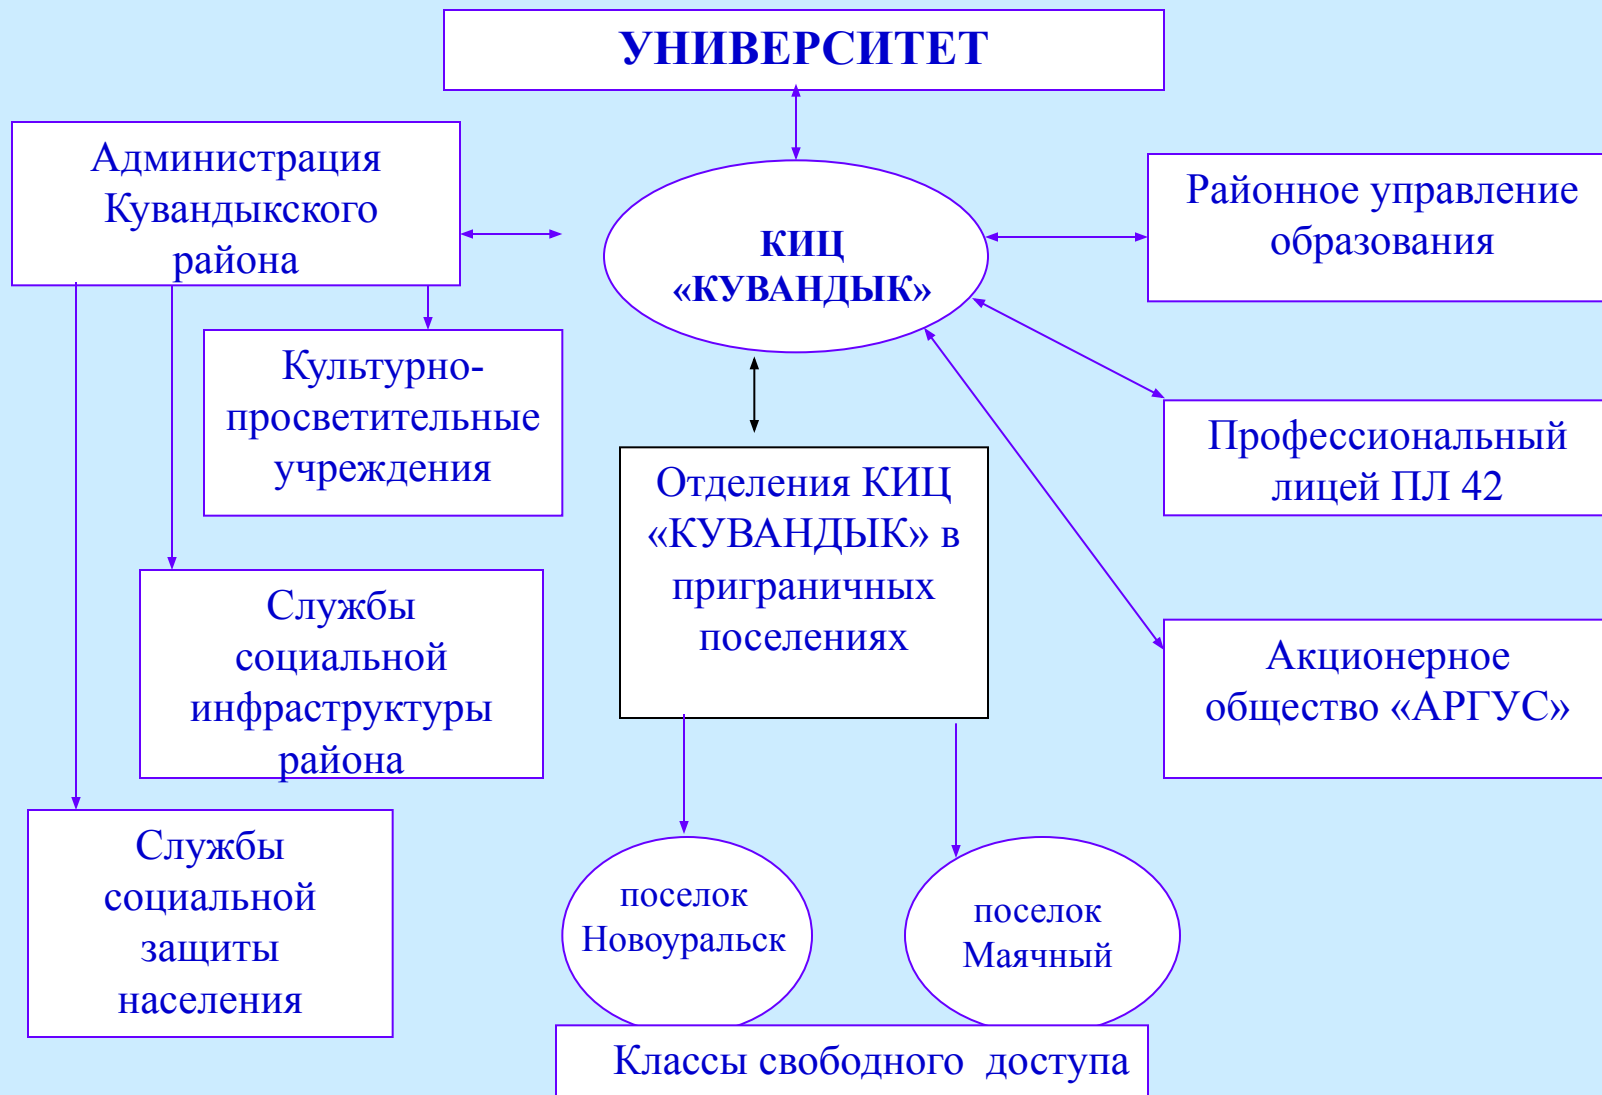 УНИВЕРСИТЕТ
Администрация
Кувандыкского
района
КИЦ
«КУВАНДЫК»
Районное управление
образования
Культурно-
просветительные
учреждения
Профессиональный
лицей ПЛ 42
Отделения КИЦ
«КУВАНДЫК» в
приграничных
поселениях
Службы
социальной
инфраструктуры
района
Акционерное
общество «АРГУС»
Службы
социальной
защиты
населения
поселок
Новоуральск
поселок
Маячный
Классы свободного доступа